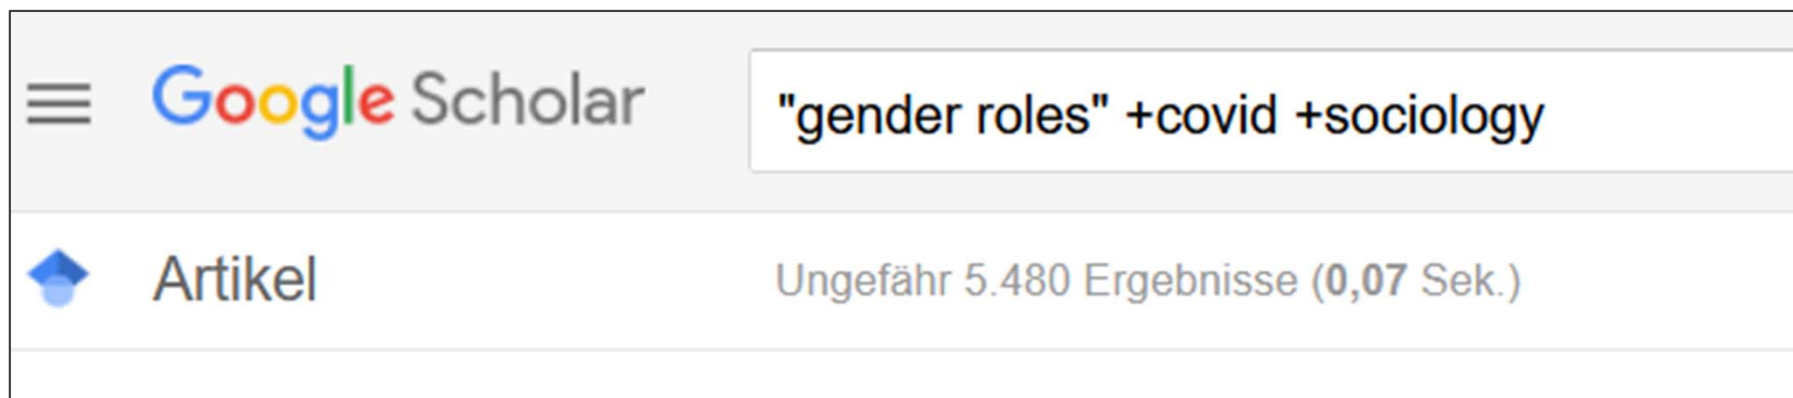 Google Scholar
"gender roles" +covid +sociology
Artikel
Ungefähr 5.480 Ergebnisse (0,07 Sek.)